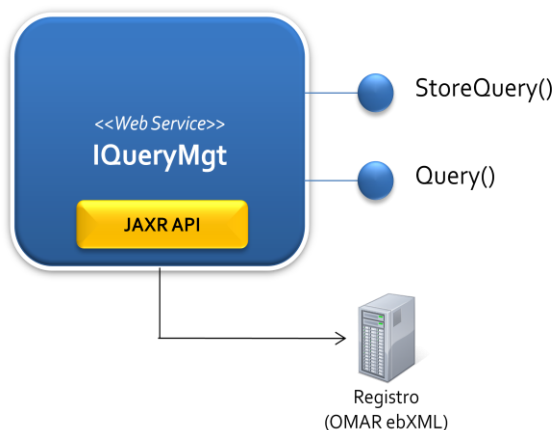 StoreQuery()
<<Web Service>>
IQueryMgt
Query()
JAXR API
Registro
(OMAR ebXML)